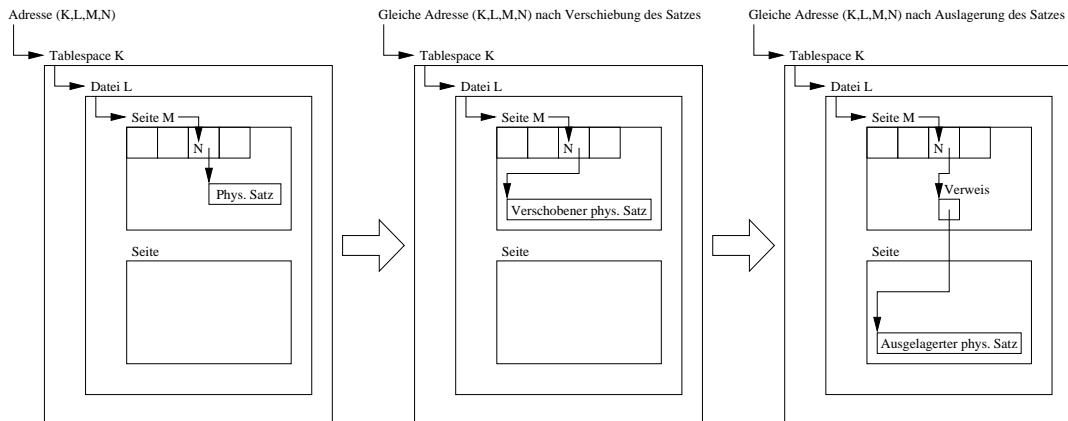 Adresse (K,L,M,N)
Tablespace K
Datei L
Seite M
N
Phys. Satz
Seite
Gleiche Adresse (K,L,M,N) nach Verschiebung des Satzes
Tablespace K
Datei L
Seite M
N
Verschobener phys. Satz
Seite
Gleiche Adresse (K,L,M,N) nach Auslagerung des Satzes
Tablespace K
Datei L
Seite M
N
Verweis
Seite
Ausgelagerter phys. Satz